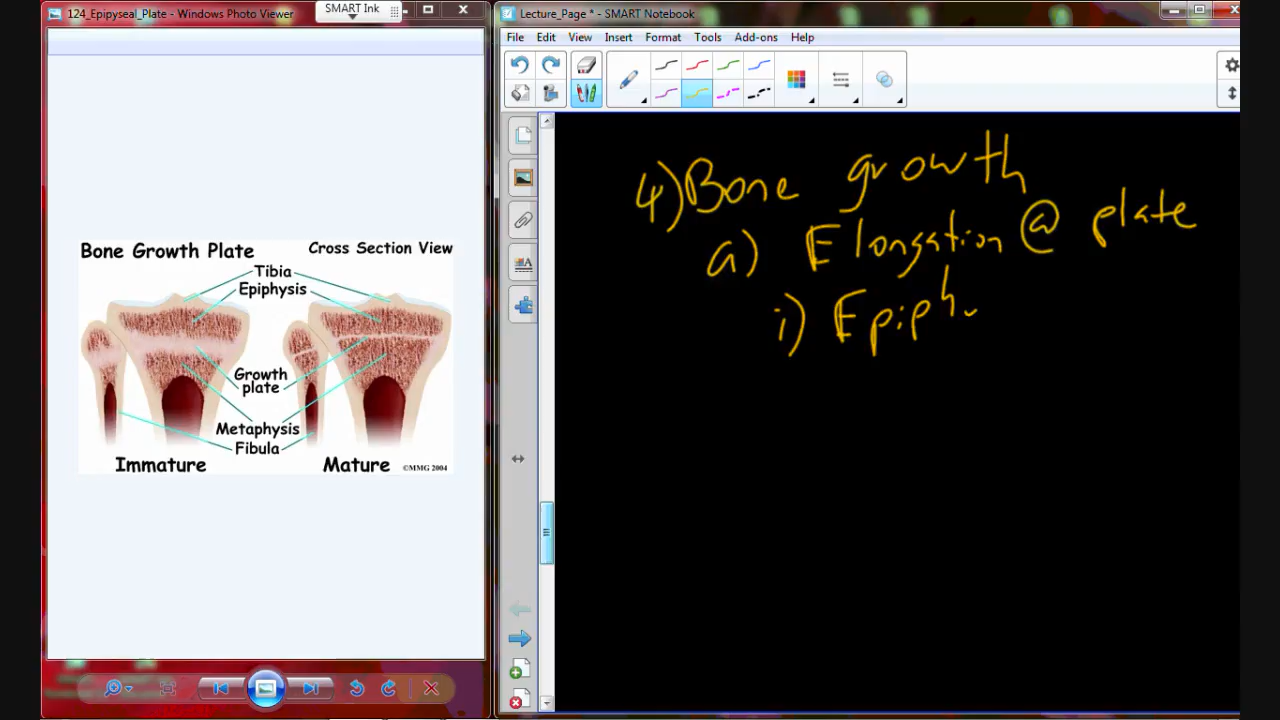 124_Epipyseal_Plate - Windows Photo Viewer
SMART Ink
Lecture_Page * - SMART Notebook
File Edit View Insert Format Tools Add-ons Help
Bone Growth Plate
Cross Section View
Tibia
Epiphysis
Growth
plate
Metaphysis
Fibula
Immature
Mature
©MMG 2004
4) Bone growth
a) Elongation @ plate
i) Epiph